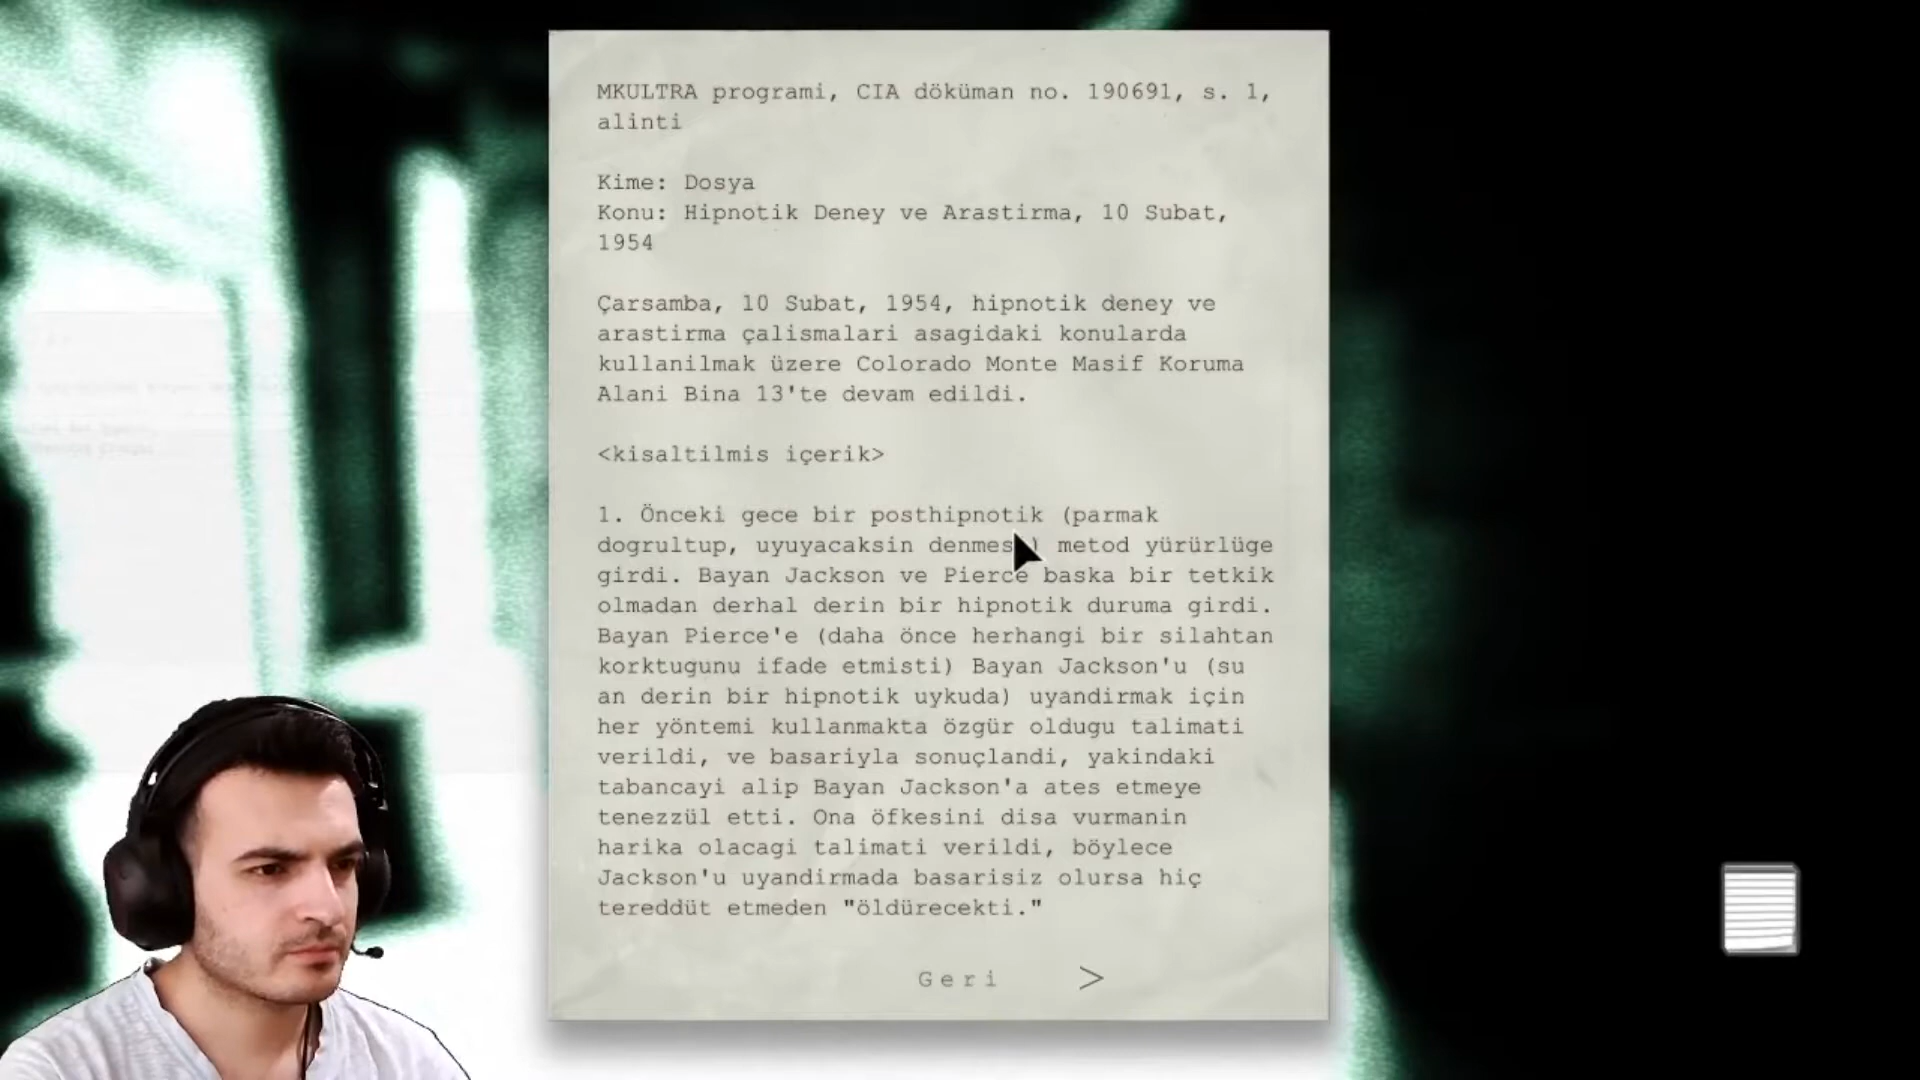 MKULTRA programi, CIA döküman no. 190691, s. 1,
alinti
Kime: Dosya
Konu: Hipnotik Deney ve Arastirma, 10 Subat,
1954
Çarsamba, 10 Subat, 1954, hipnotik deney ve
arastirma çalismalari asagidaki konularda
kullanilmak üzere Colorado Monte Masif Koruma
Alani Bina 13'te devam edildi.
<kisaltilmis içerik>
1. Önceki gece bir posthipnotik (parmak
dogrultup, uyuyacaksin denmesi) metod yürürlüge
girdi. Bayan Jackson ve Pierce baska bir tetkik
olmadan derhal derin bir hipnotik duruma girdi.
Bayan Pierce'e (daha önce herhangi bir silahtan
korktugunu ifade etmisti) Bayan Jackson'u (su
an derin bir hipnotik uykuda) uyandirmak için
her yöntemi kullanmakta özgür oldugu talimati
verildi, ve basariyla sonuçlandi, yakindaki
tabancayi alip Bayan Jackson'a ates etmeye
tenezzül etti. Ona öfkesini disa vurmanin
harika olacagi talimati verildi, böylece
Jackson'u uyandirmada basarisiz olursa hiç
tereddüt etmeden "öldürecekti."
Geri >